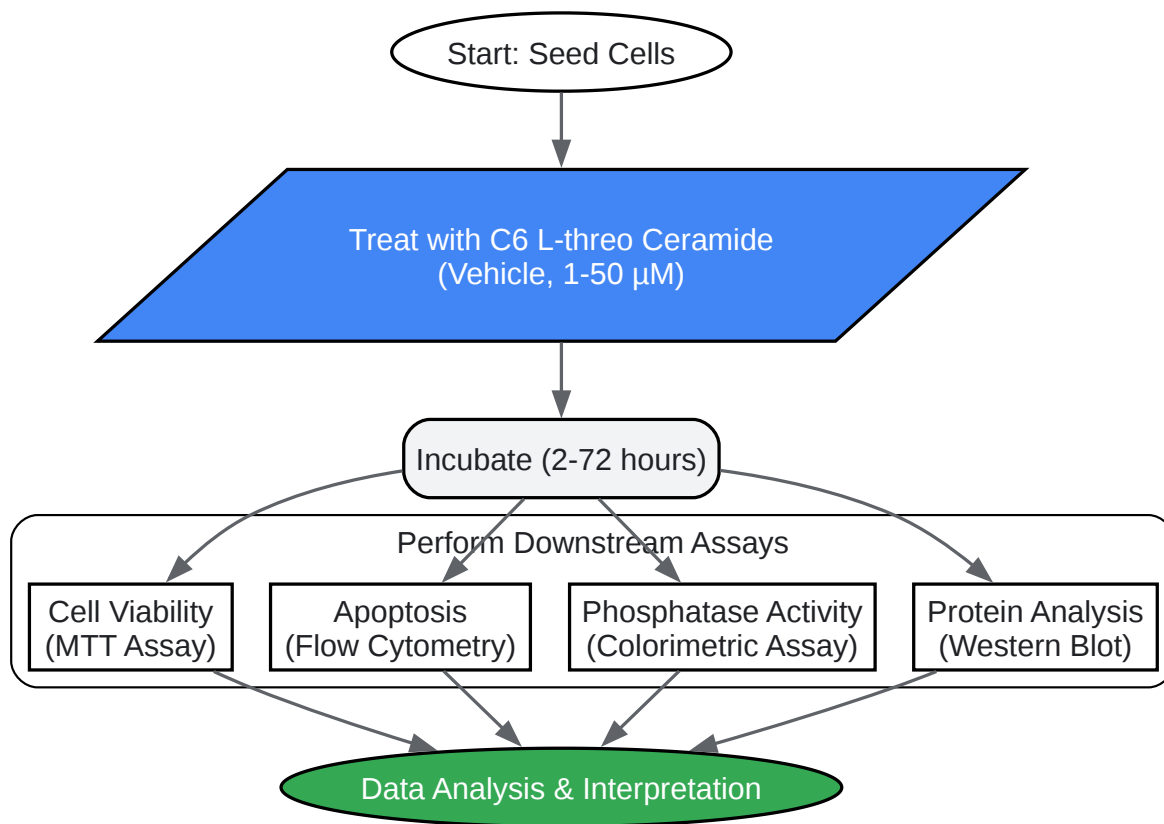 Start: Seed Cells
Treat with C6 L-threo Ceramide
(Vehicle, 1-50 µM)
Incubate (2-72 hours)
Perform Downstream Assays
Cell Viability
(MTT Assay)
Apoptosis
(Flow Cytometry)
Phosphatase Activity
(Colorimetric Assay)
Protein Analysis
(Western Blot)
Data Analysis & Interpretation